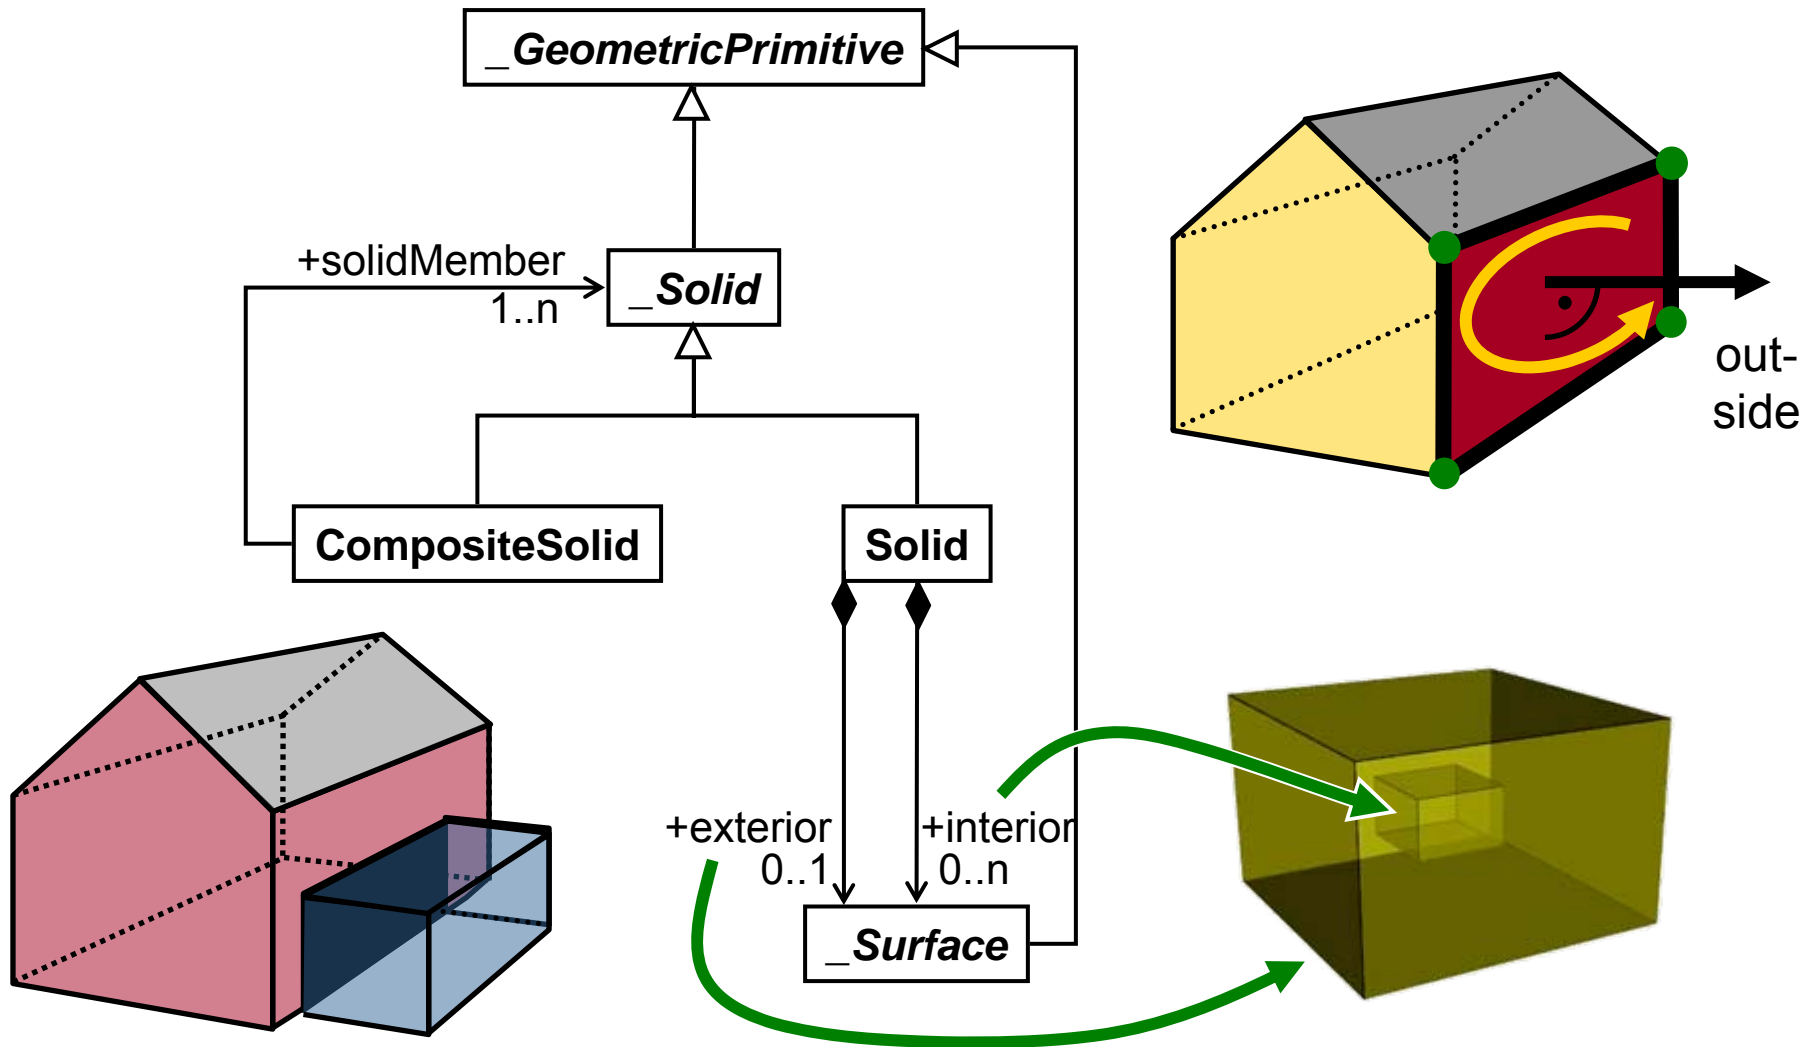 _GeometricPrimitive
+solidMember
1..n
_Solid
out-
side
CompositeSolid
Solid
+exterior
0..1
+interior
0..n
_Surface